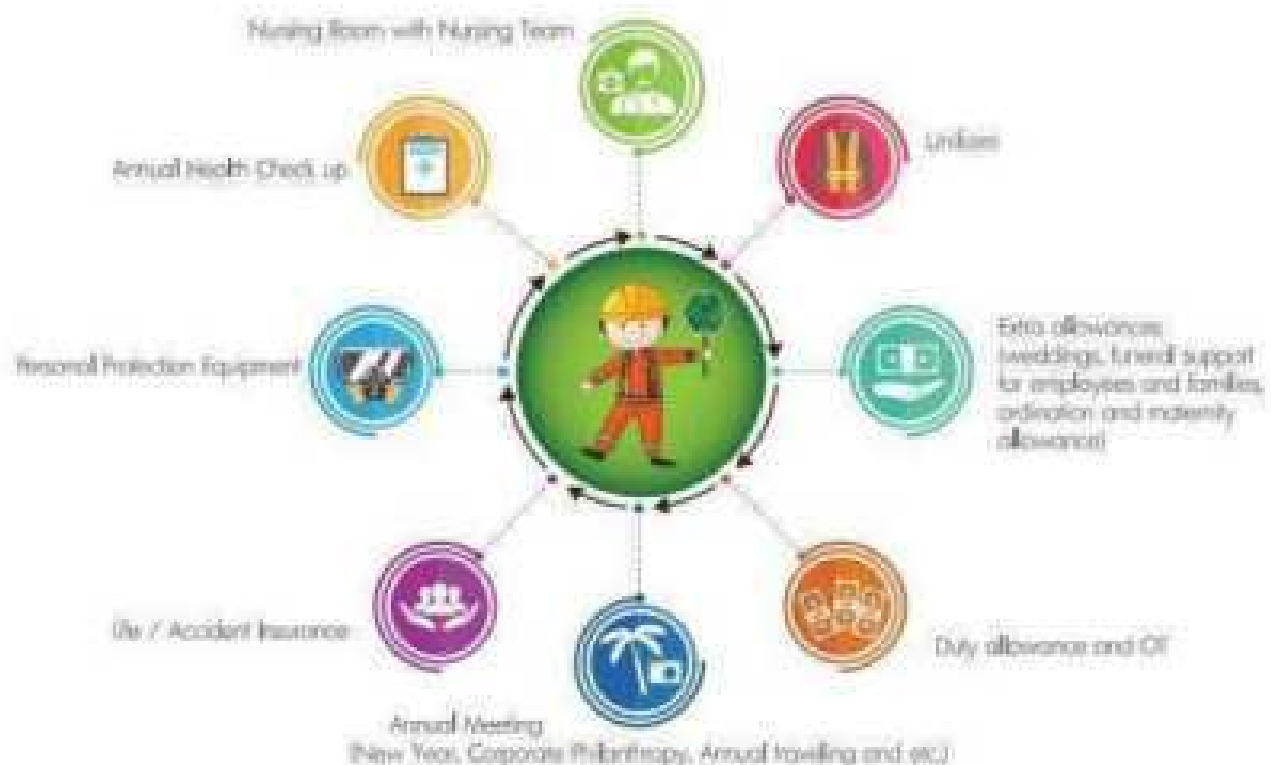 Nursing Room with Nursing Team
Uniform
Annual Health Check up
Extra allowances
(weddings, funeral support
for employees and families,
ordination and maternity
allowance)
Personal Protection Equipment
Life / Accident Insurance
Duty allowance and OT
Annual Meeting
(New Year, Corporate Philanthropy, Annual travelling and etc.)